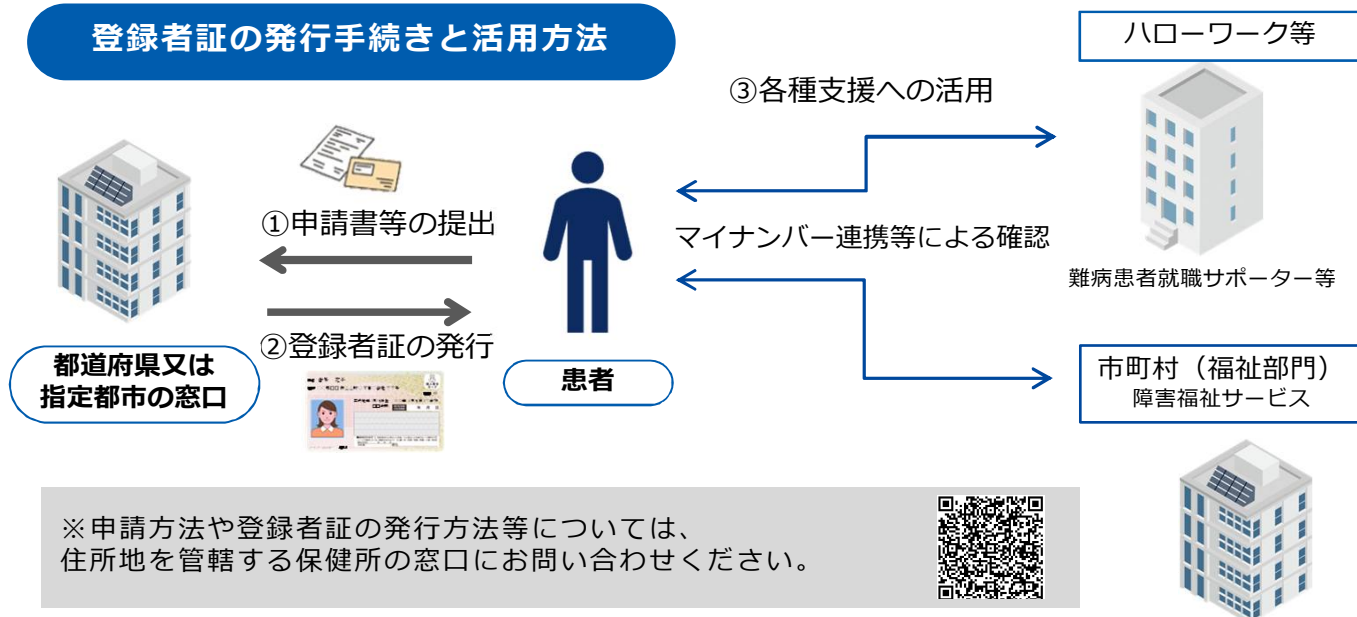 登録者証の発行手続きと活用方法
ハローワーク等
③各種支援への活用
①申請書等の提出
マイナンバー連携等による確認
難病患者就職サポーター等
②登録者証の発行
都道府県又は
指定都市の窓口
患者
市町村（福祉部門）
障害福祉サービス
※申請方法や登録者証の発行方法等については、
住所地を管轄する保健所の窓口にお問い合わせください。